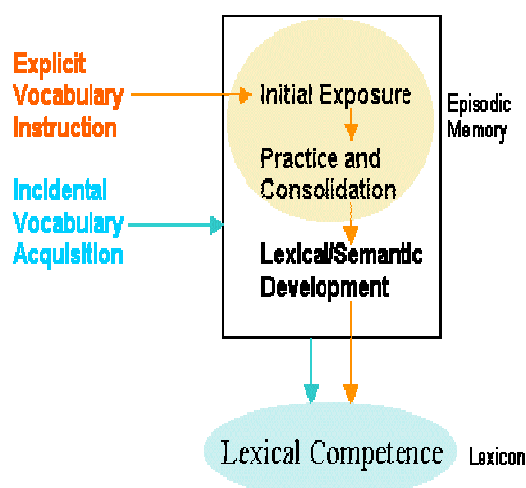 Explicit
Vocabulary
Instruction
Initial Exposure
Episodic
Memory
Practice and
Consolidation
Incidental
Vocabulary
Acquisition
Lexical/Semantic
Development
Lexical Competence
Lexicon